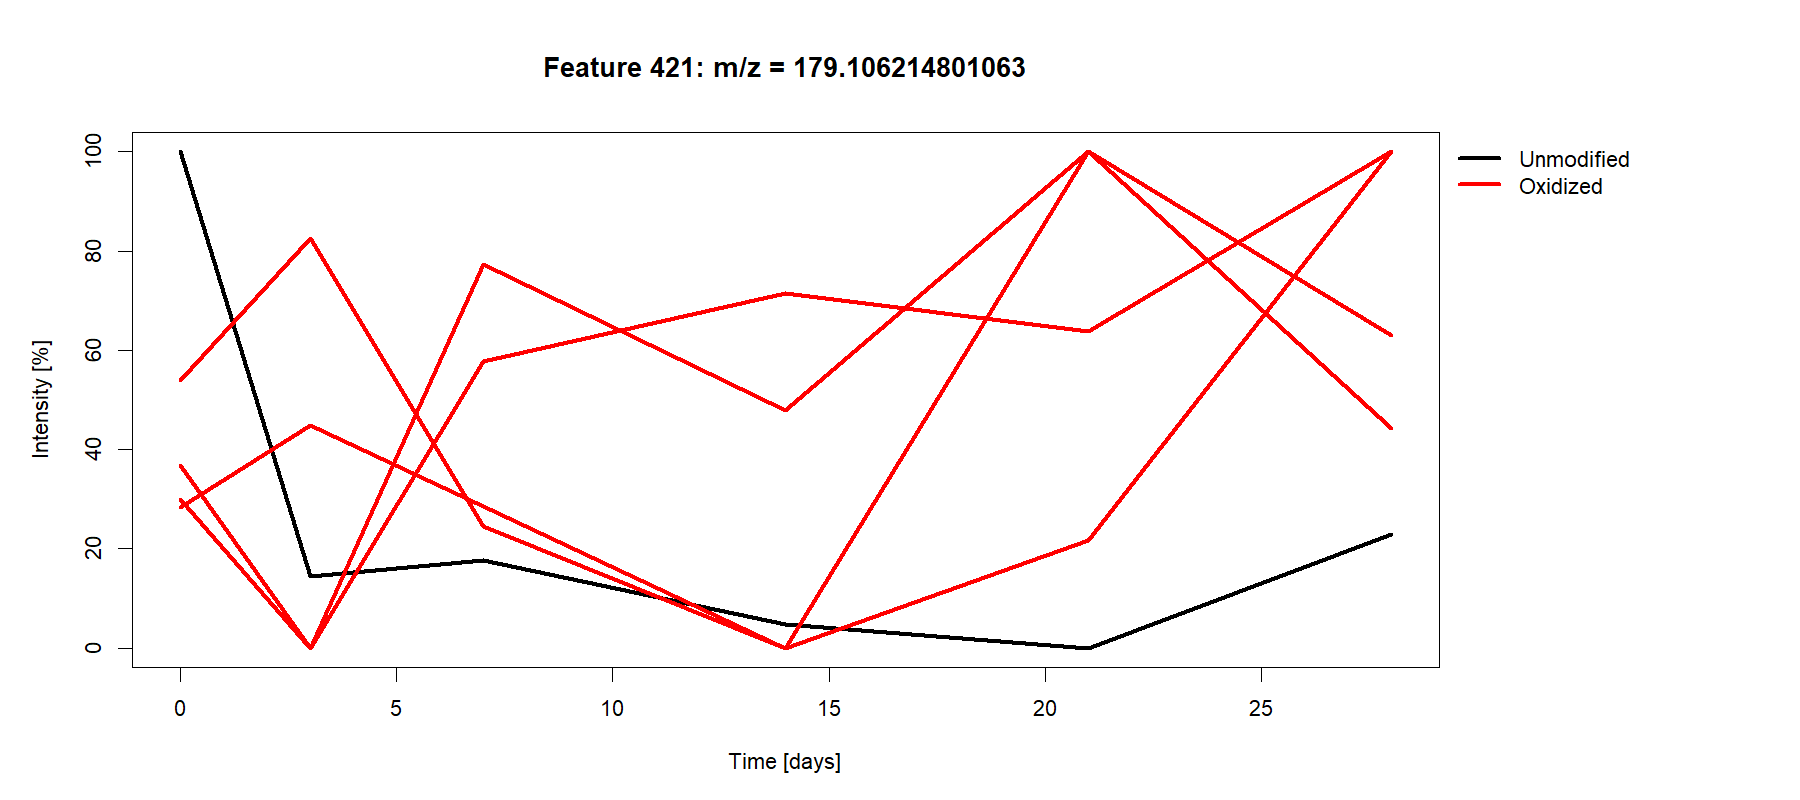 Feature 421: m/z = 179.106214801063
Unmodified
Oxidized
100
80
60
40
20
0
Intensity [%]
0 5 10 15 20 25
Time [days]